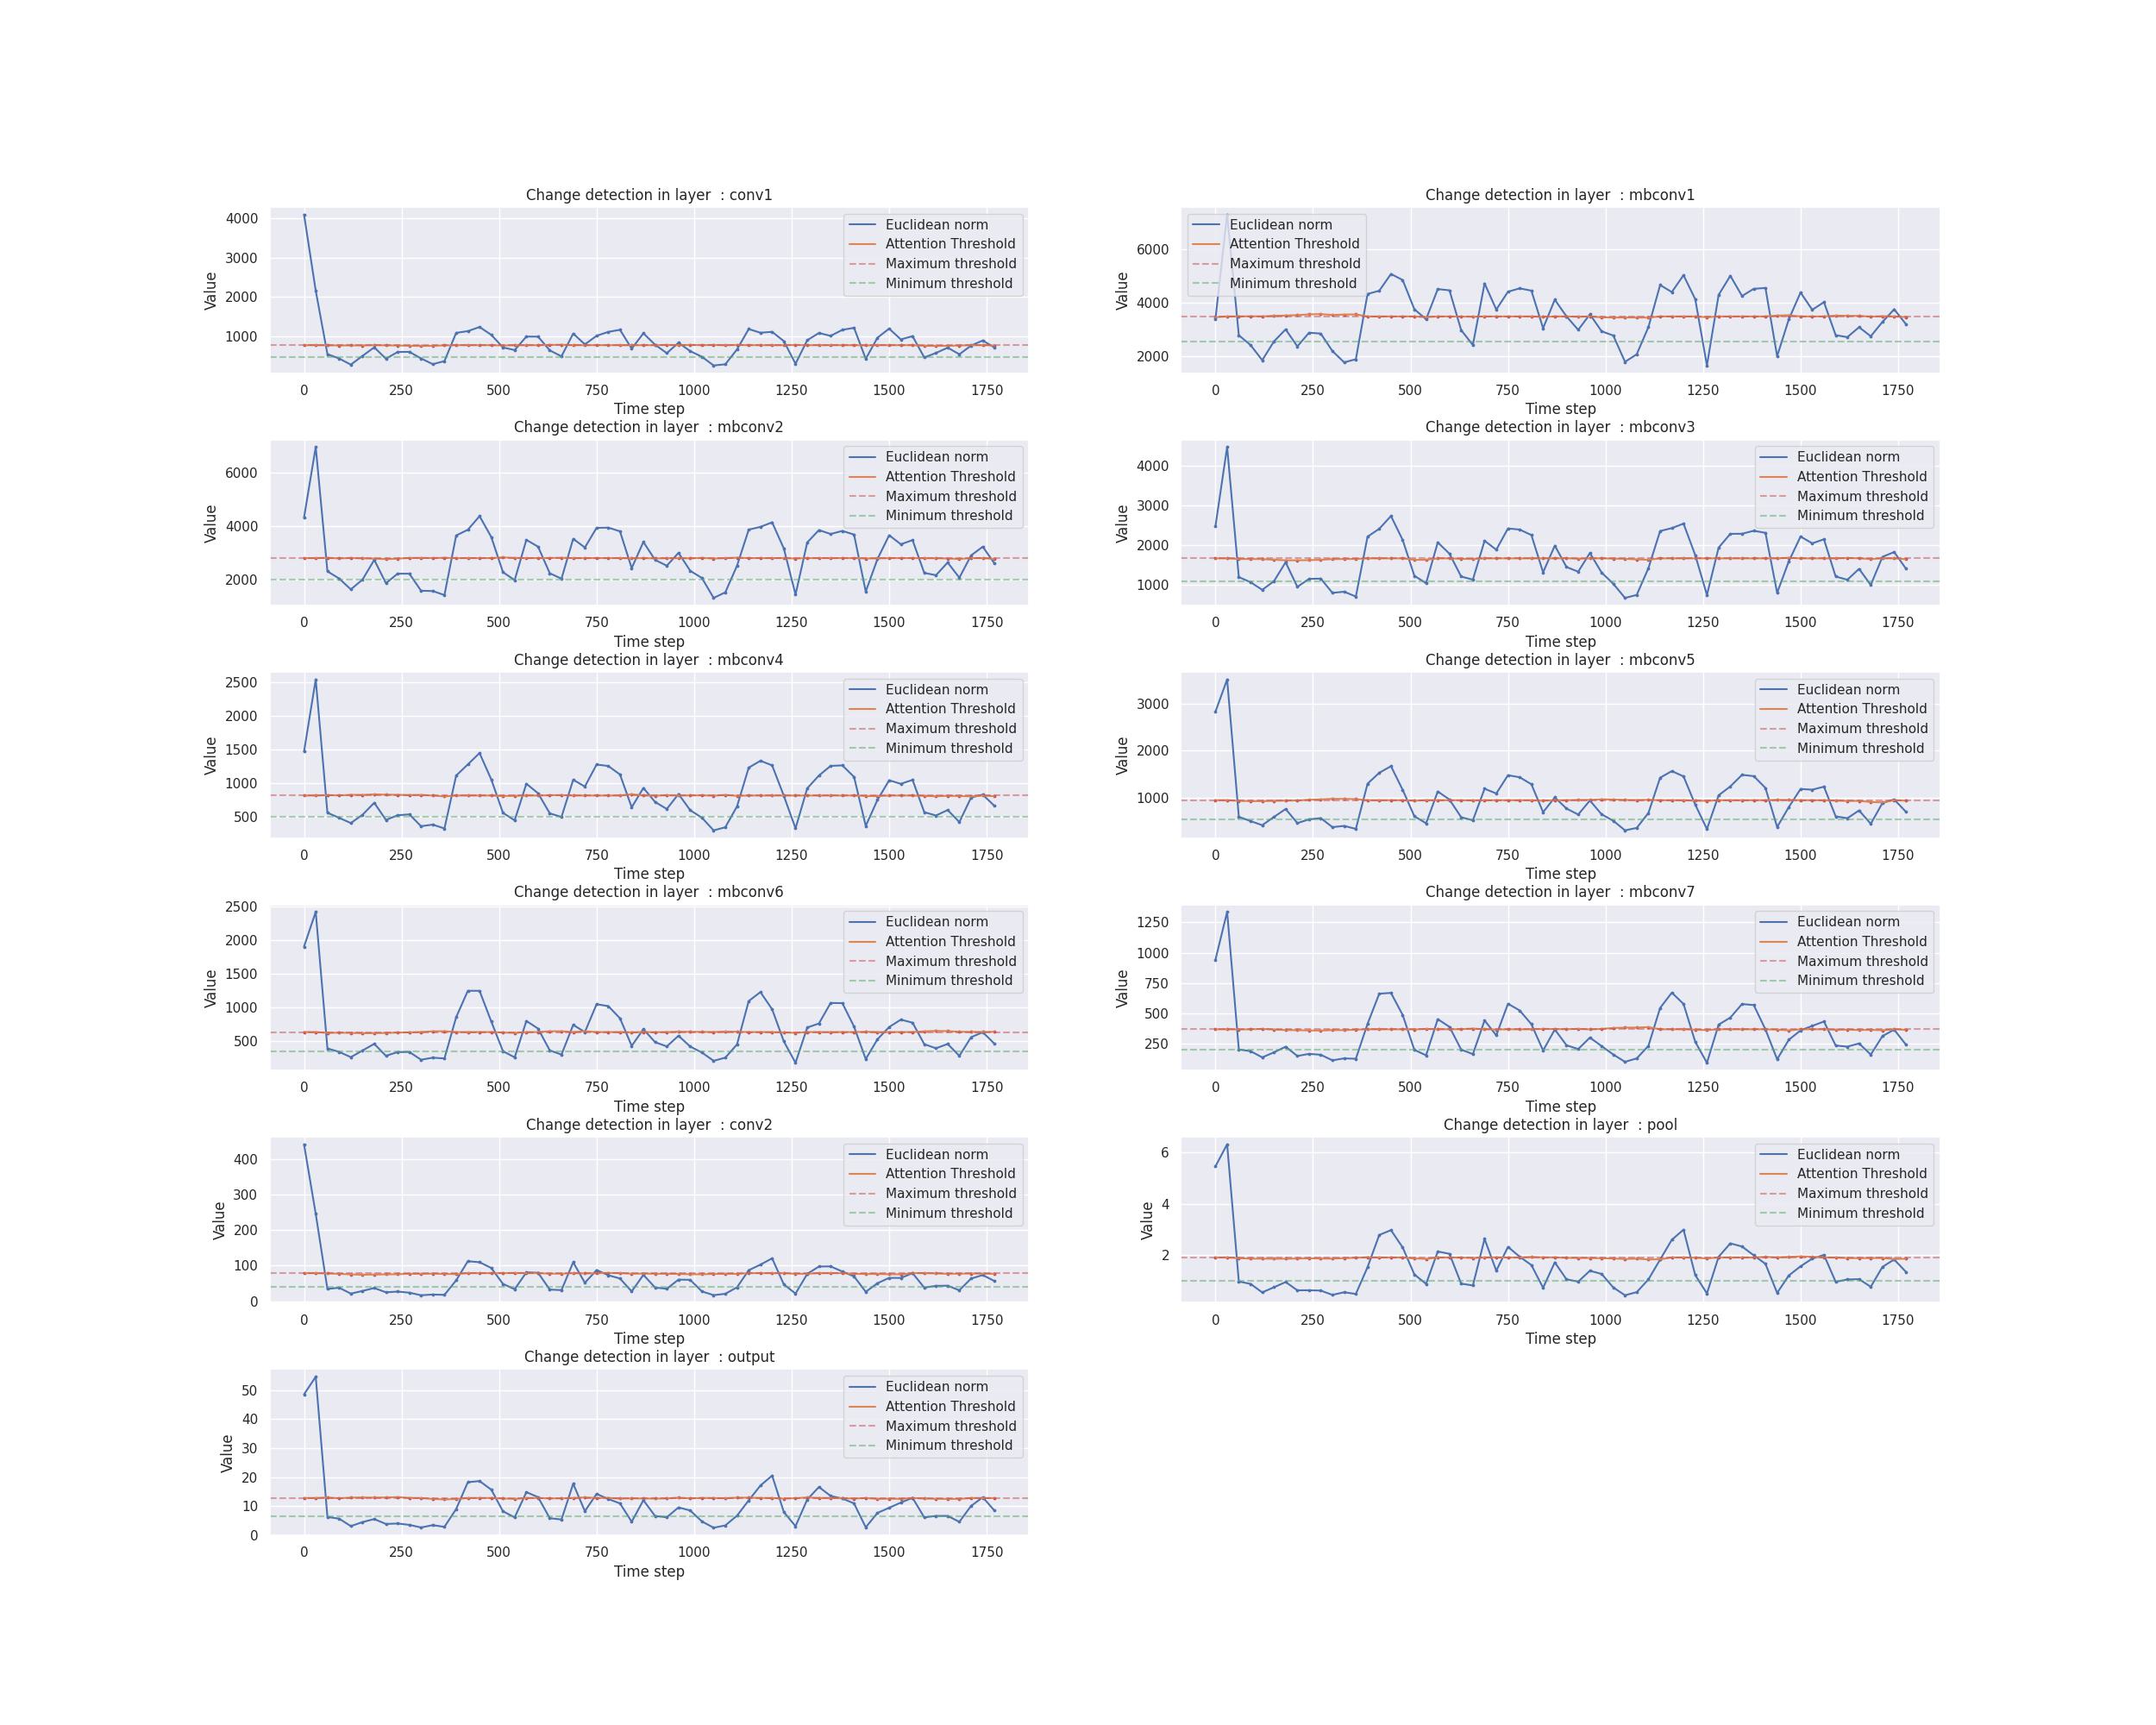 Change detection in layer  : conv1
Value
4000
3000
2000
1000
Euclidean norm
Attention Threshold
Maximum threshold
Minimum threshold
0 250 500 750 1000 1250 1500 1750
Time step
Change detection in layer  : mbconv1
Value
6000
4000
2000
Euclidean norm
Attention Threshold
Maximum threshold
Minimum threshold
0 250 500 750 1000 1250 1500 1750
Time step
Change detection in layer  : mbconv2
Value
6000
4000
2000
Euclidean norm
Attention Threshold
Maximum threshold
Minimum threshold
0 250 500 750 1000 1250 1500 1750
Time step
Change detection in layer  : mbconv3
Value
4000
3000
2000
1000
Euclidean norm
Attention Threshold
Maximum threshold
Minimum threshold
0 250 500 750 1000 1250 1500 1750
Time step
Change detection in layer  : mbconv4
Value
2500
2000
1500
1000
500
Euclidean norm
Attention Threshold
Maximum threshold
Minimum threshold
0 250 500 750 1000 1250 1500 1750
Time step
Change detection in layer  : mbconv5
Value
3000
2000
1000
Euclidean norm
Attention Threshold
Maximum threshold
Minimum threshold
0 250 500 750 1000 1250 1500 1750
Time step
Change detection in layer  : mbconv6
Value
2500
2000
1500
1000
500
Euclidean norm
Attention Threshold
Maximum threshold
Minimum threshold
0 250 500 750 1000 1250 1500 1750
Time step
Change detection in layer  : mbconv7
Value
1250
1000
750
500
250
Euclidean norm
Attention Threshold
Maximum threshold
Minimum threshold
0 250 500 750 1000 1250 1500 1750
Time step
Change detection in layer  : conv2
Value
400
300
200
100
0
Euclidean norm
Attention Threshold
Maximum threshold
Minimum threshold
0 250 500 750 1000 1250 1500 1750
Time step
Change detection in layer  : pool
Value
6
4
2
Euclidean norm
Attention Threshold
Maximum threshold
Minimum threshold
0 250 500 750 1000 1250 1500 1750
Time step
Change detection in layer  : output
Value
50
40
30
20
10
0
Euclidean norm
Attention Threshold
Maximum threshold
Minimum threshold
0 250 500 750 1000 1250 1500 1750
Time step